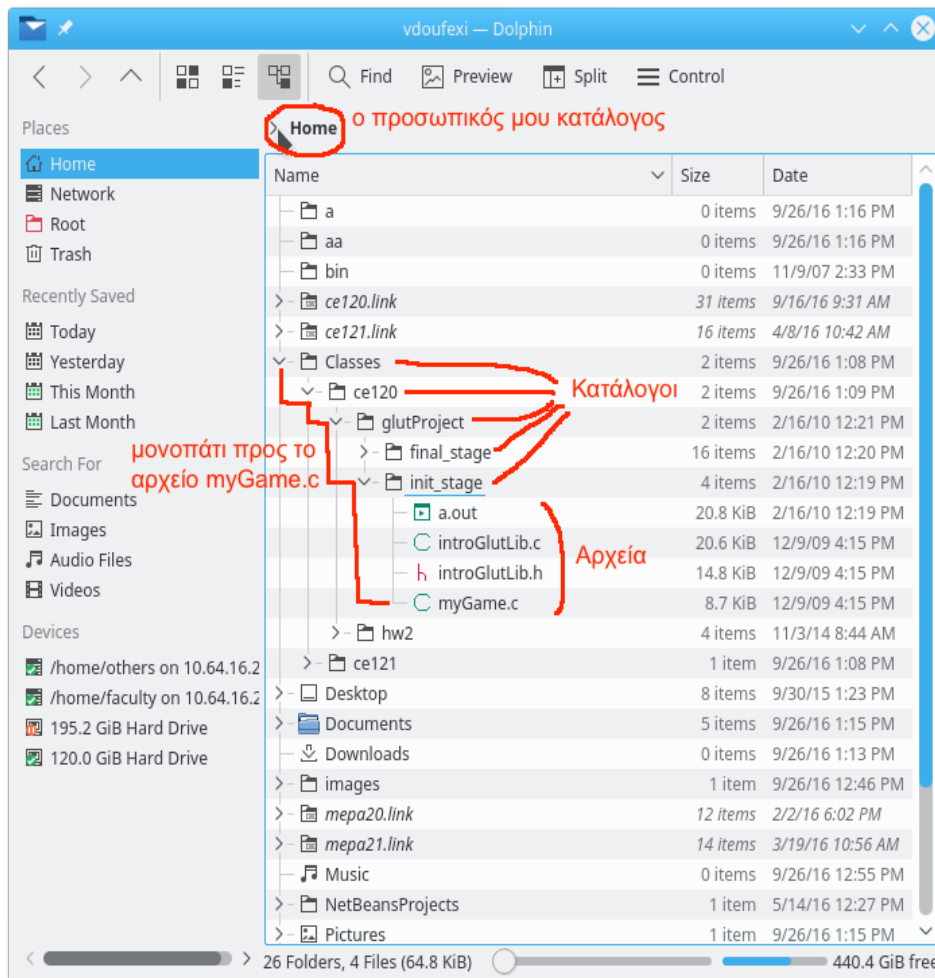 vdoufexi — Dolphin
Find Preview Split Control
Places
Home
Network
Root
Trash
Recently Saved
Today
Yesterday
This Month
Last Month
Search For
Documents
Images
Audio Files
Videos
Devices
/home/others on 10.64.16.2
/home/faculty on 10.64.16.2
195.2 GiB Hard Drive
120.0 GiB Hard Drive
Home
ο προσωπικός μου κατάλογος
Name Size Date
a 0 items 9/26/16 1:16 PM
aa 0 items 9/26/16 1:16 PM
bin 0 items 11/9/07 2:33 PM
ce120.link 31 items 9/16/16 9:31 AM
ce121.link 16 items 4/8/16 10:42 AM
Classes 2 items 9/26/16 1:08 PM
ce120 2 items 9/26/16 1:09 PM
glutProject 2 items 2/16/10 12:21 PM
final_stage 16 items 2/16/10 12:20 PM
init_stage 4 items 2/16/10 12:19 PM
a.out 20.8 KiB 2/16/10 12:19 PM
introGlutLib.c 20.6 KiB 12/9/09 4:15 PM
introGlutLib.h 14.8 KiB 12/9/09 4:15 PM
myGame.c 8.7 KiB 12/9/09 4:15 PM
hw2 4 items 11/3/14 8:44 AM
ce121 1 item 9/26/16 1:08 PM
Desktop 8 items 9/30/15 1:23 PM
Documents 5 items 9/26/16 1:15 PM
Downloads 0 items 9/26/16 1:13 PM
images 1 item 9/26/16 12:46 PM
mepa20.link 12 items 2/2/16 6:02 PM
mepa21.link 14 items 3/19/16 10:56 AM
Music 0 items 9/26/16 12:55 PM
NetBeansProjects 1 item 5/14/16 12:27 PM
Pictures 1 item 9/26/16 1:15 PM
Κατάλογοι
μονοπάτι προς το
αρχείο myGame.c
Αρχεία
26 Folders, 4 Files (64.8 KiB) 440.4 GiB free